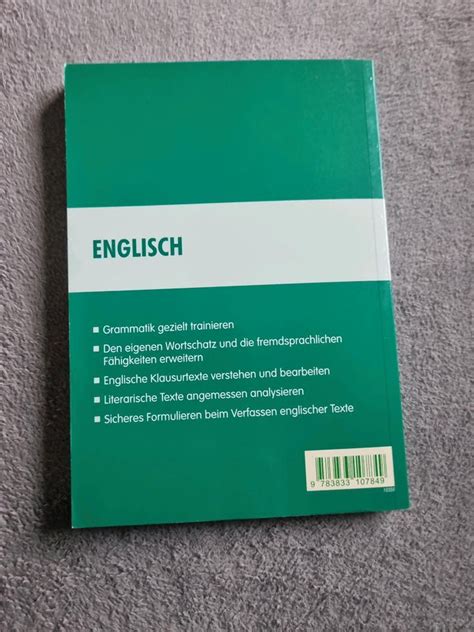 ENGLISCH
Grammatik gezielt trainieren
Den eigenen Wortschatz und die fremdsprachlichen
Fähigkeiten erweitern
Englische Klausurtexte verstehen und bearbeiten
Literarische Texte angemessen analysieren
Sicheres Formulieren beim Verfassen englischer Texte
9 783833 107849